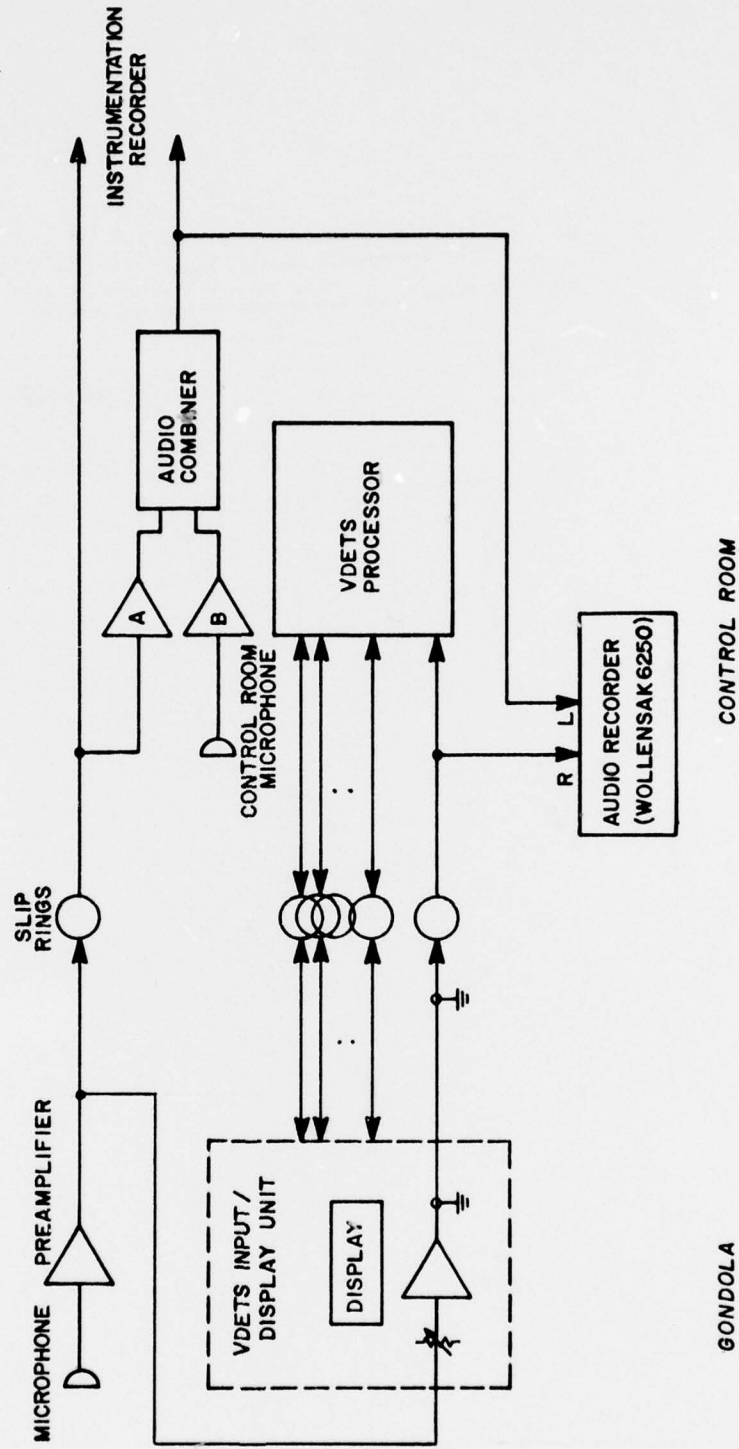 MICROPHONE PREAMPLIFIER
SLIP
RINGS
INSTRUMENTATION
RECORDER
A
B
AUDIO
COMBINER
CONTROL ROOM
MICROPHONE
VDETS INPUT/
DISPLAY UNIT
DISPLAY
VDETS
PROCESSOR
R
L
AUDIO RECORDER
(WOLLENSAK 6250)
GONDOLA
CONTROL ROOM